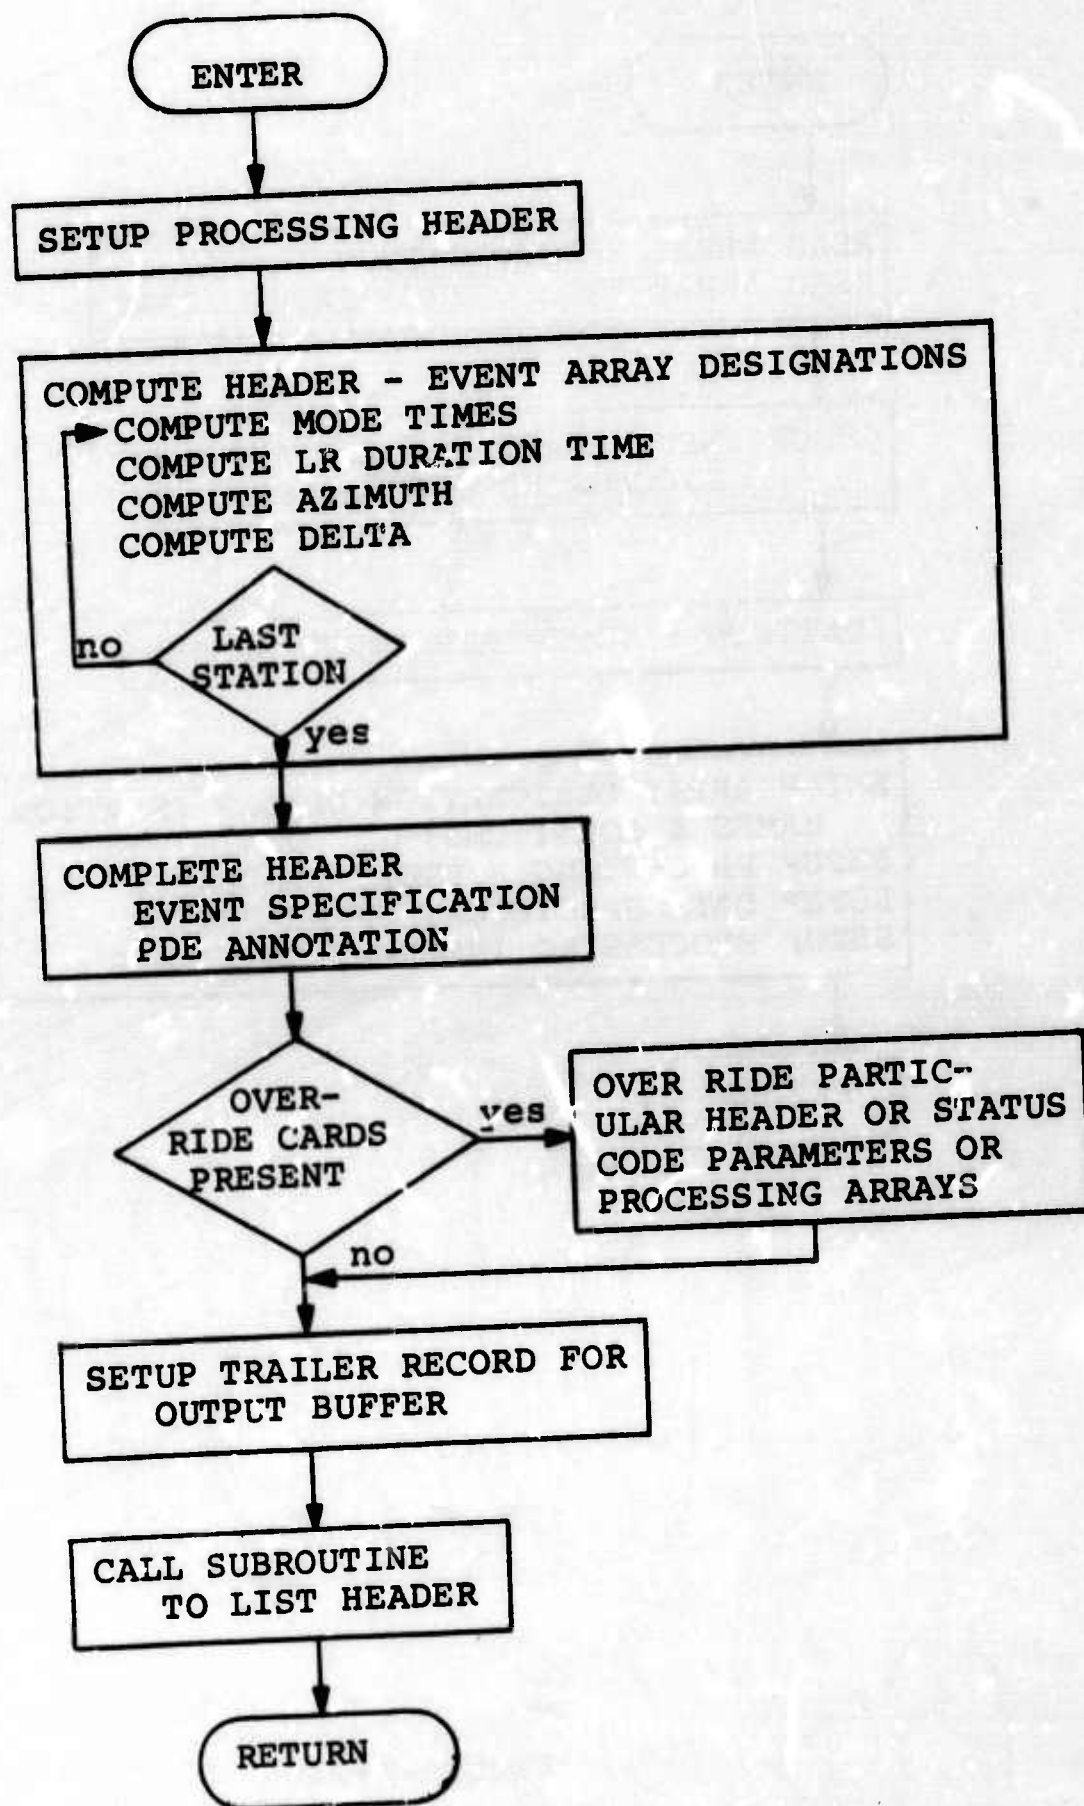 ENTER
SETUP PROCESSING HEADER
COMPUTE HEADER - EVENT ARRAY DESIGNATIONS
COMPUTE MODE TIMES
COMPUTE LR DURATION TIME
COMPUTE AZIMUTH
COMPUTE DELTA
no
LAST
STATION
yes
COMPLETE HEADER
EVENT SPECIFICATION
PDE ANNOTATION
OVER-
RIDE CARDS
PRESENT
yes
OVER RIDE PARTIC-
ULAR HEADER OR STATUS
CODE PARAMETERS OR
PROCESSING ARRAYS
no
SETUP TRAILER RECORD FOR
OUTPUT BUFFER
CALL SUBROUTINE
TO LIST HEADER
RETURN